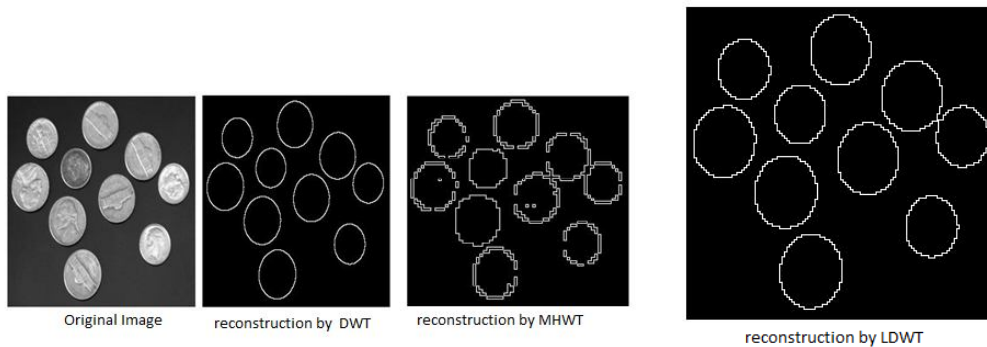 Original Image
reconstruction by DWT
reconstruction by MHWT
reconstruction by LDWT